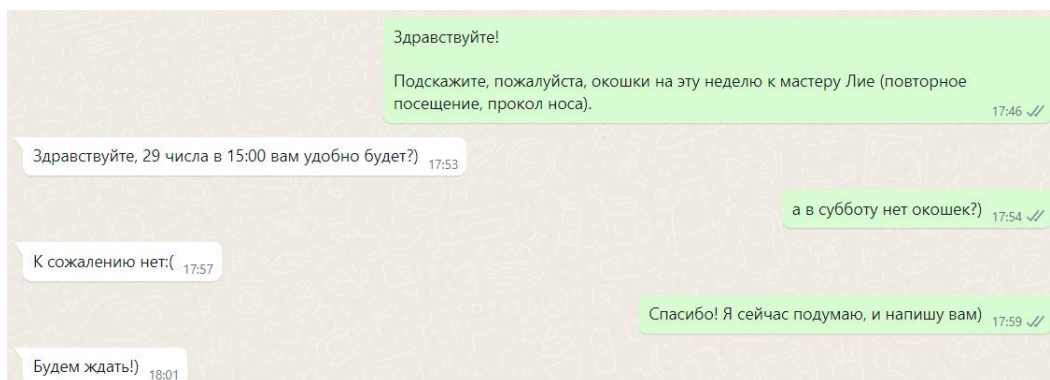 Здравствуйте!
Подскажите, пожалуйста, окошки на эту неделю к мастеру Лие (повторное
посещение, прокол носа).
17:46
Здравствуйте, 29 числа в 15:00 вам удобно будет?) 17:53
а в субботу нет окошек?) 17:54
К сожалению нет:( 17:57
Спасибо! Я сейчас подумаю, и напишу вам) 17:59
Будем ждать!) 18:01